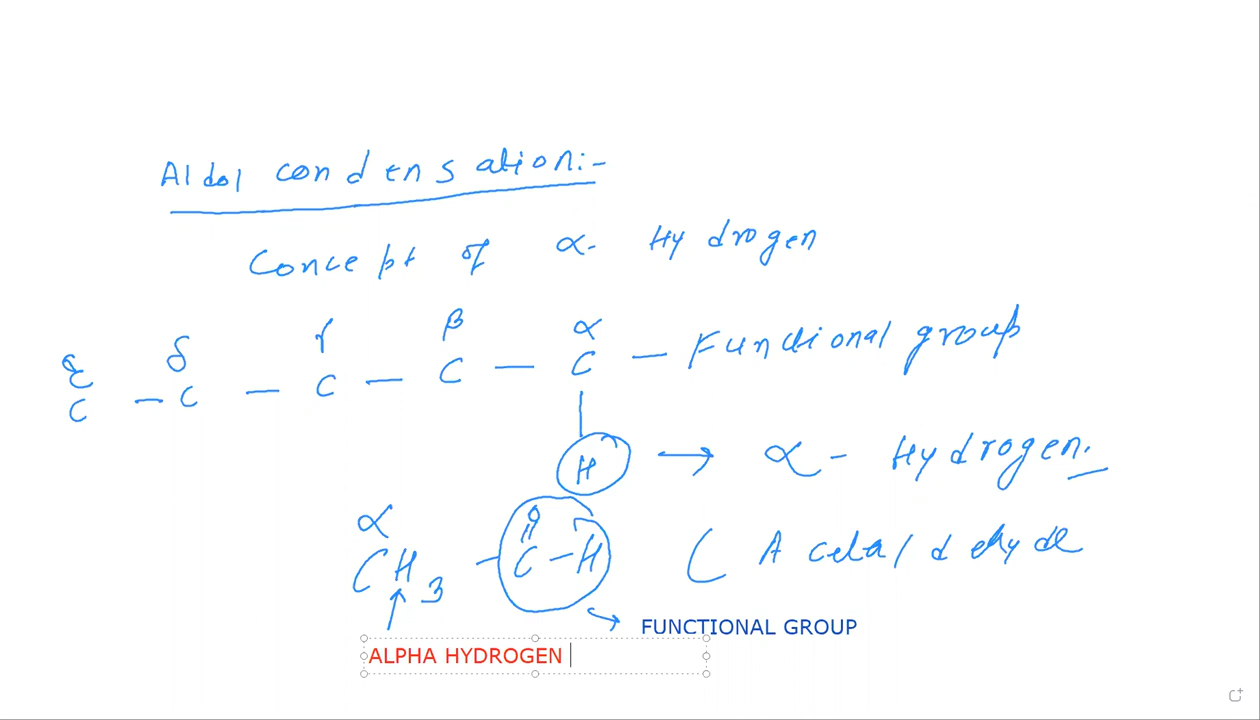 Aldol condensation:-
Concept of α- Hydrogen
ε δ γ β α
C - C - C - C - C - Functional group
H → α- Hydrogen.
α O
CH3 - C - H ( Acetaldehyde
FUNCTIONAL GROUP
ALPHA HYDROGEN